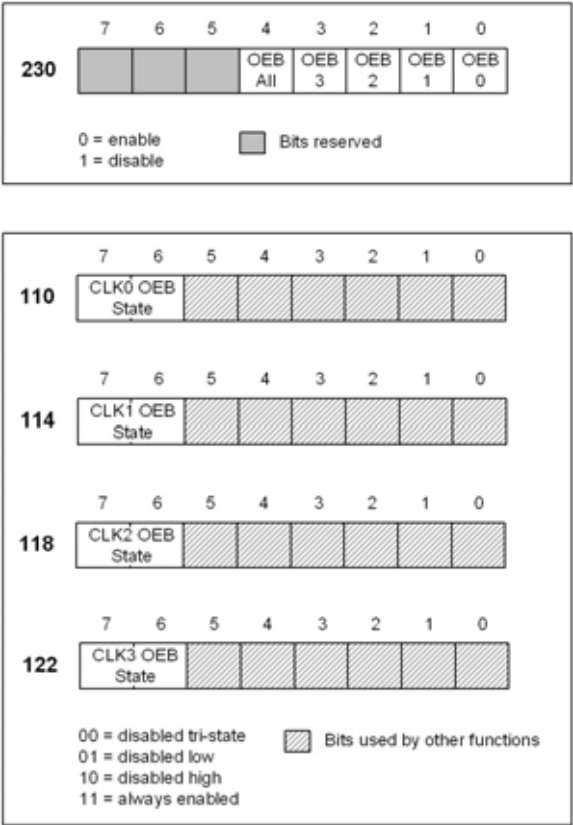 7 6 5 4 3 2 1 0
230 OEB All OEB 3 OEB 2 OEB 1 OEB 0
0 = enable
1 = disable
Bits reserved
7 6 5 4 3 2 1 0
110 CLK0 OEB State
7 6 5 4 3 2 1 0
114 CLK1 OEB State
7 6 5 4 3 2 1 0
118 CLK2 OEB State
7 6 5 4 3 2 1 0
122 CLK3 OEB State
00 = disabled tri-state
01 = disabled low
10 = disabled high
11 = always enabled
Bits used by other functions